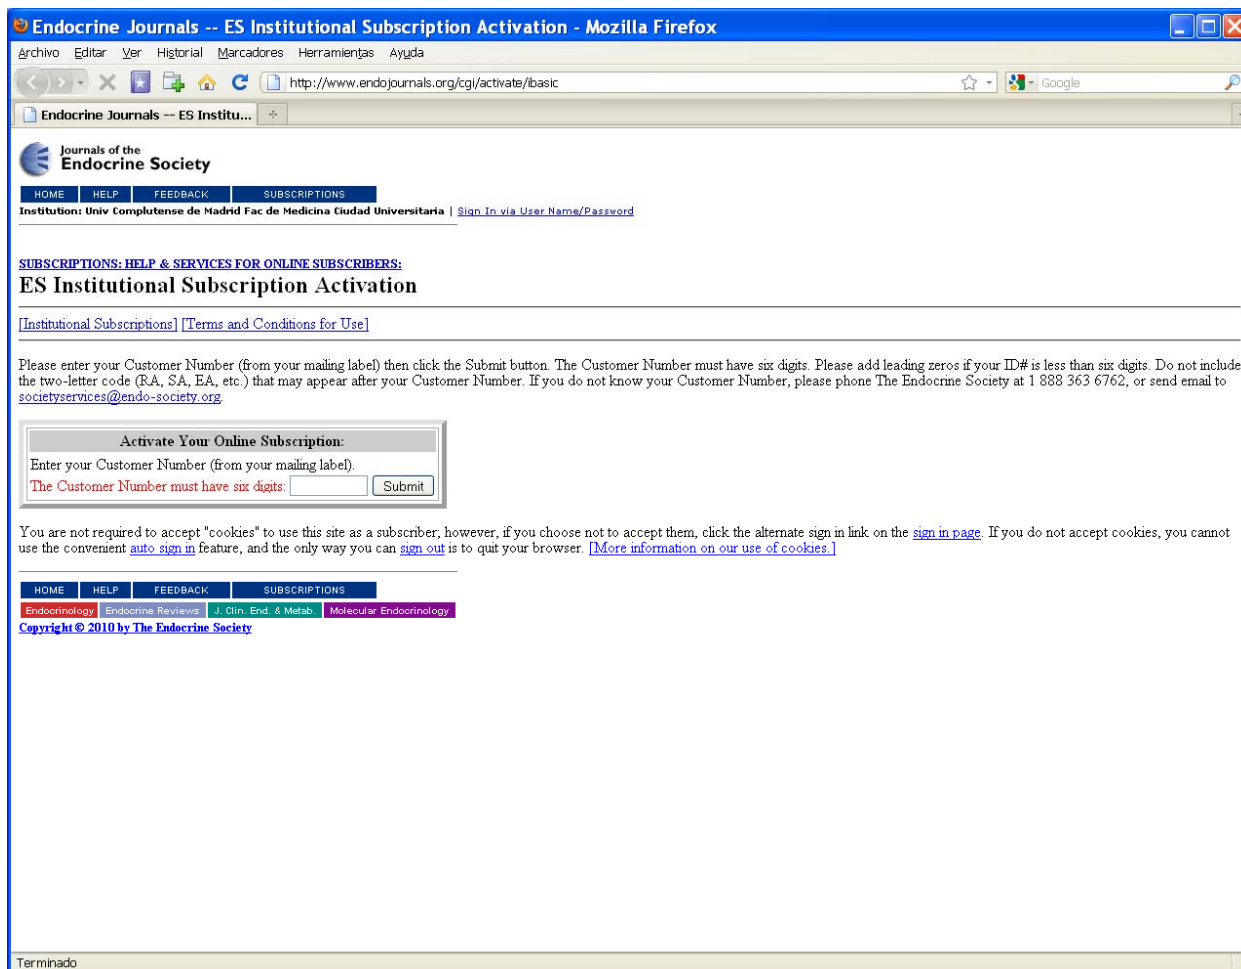 Endocrine Journals -- ES Institutional Subscription Activation - Mozilla Firefox
Archivo Editar Ver Historial Marcadores Herramientas Ayuda
http://www.endojournals.org/cgi/activate/ibasic
Google
Endocrine Journals -- ES Institu...
Journals of the
Endocrine Society
HOME HELP FEEDBACK SUBSCRIPTIONS
Institution: Univ Complutense de Madrid Fac de Medicina Ciudad Universitaria | Sign In via User Name/Password
SUBSCRIPTIONS: HELP & SERVICES FOR ONLINE SUBSCRIBERS:
ES Institutional Subscription Activation
[Institutional Subscriptions] [Terms and Conditions for Use]
Please enter your Customer Number (from your mailing label) then click the Submit button. The Customer Number must have six digits. Please add leading zeros if your ID# is less than six digits. Do not include
the two-letter code (RA, SA, EA, etc.) that may appear after your Customer Number. If you do not know your Customer Number, please phone The Endocrine Society at 1 888 363 6762, or send email to
societyservices@endo-society.org.
Activate Your Online Subscription:
Enter your Customer Number (from your mailing label).
The Customer Number must have six digits: Submit
You are not required to accept "cookies" to use this site as a subscriber; however, if you choose not to accept them, click the alternate sign in link on the sign in page. If you do not accept cookies, you cannot
use the convenient auto sign in feature, and the only way you can sign out is to quit your browser. [More information on our use of cookies.]
HOME HELP FEEDBACK SUBSCRIPTIONS
Endocrinology Endocrine Reviews J. Clin. End. & Metab. Molecular Endocrinology
Copyright © 2010 by The Endocrine Society
Terminado